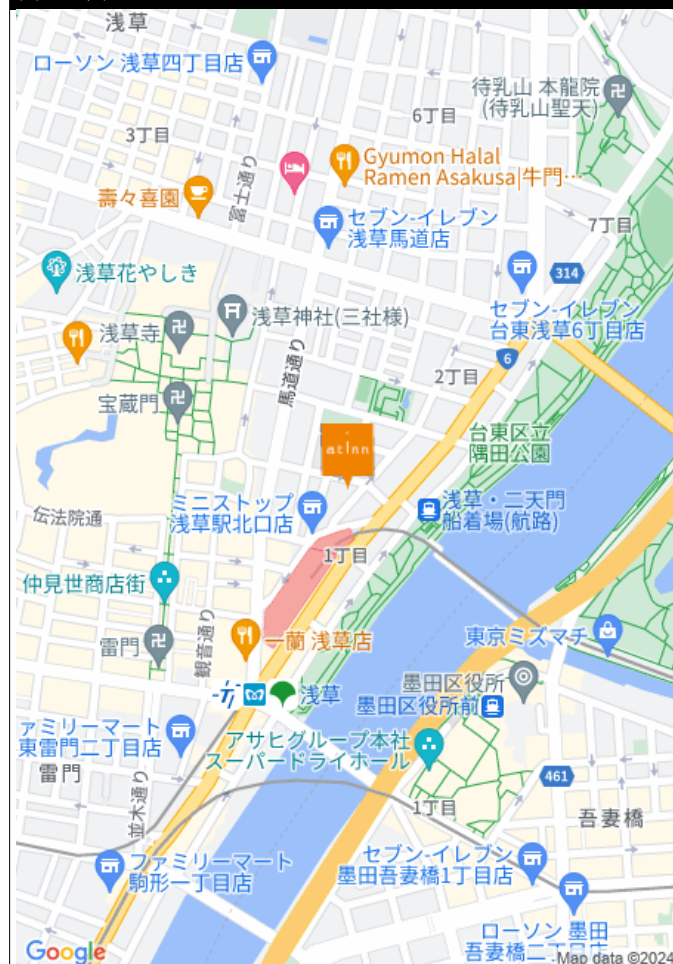 浅草
ローソン 浅草四丁目店
待乳山 本龍院
(待乳山聖天)
6丁目
3丁目
Gyumon Halal
Ramen Asakusa|牛門…
富士通り
壽々喜園
セブン-イレブン
浅草馬道店
7丁目
浅草花やしき
314
セブン-イレブン
台東浅草6丁目店
浅草神社(三社様)
浅草寺
6
馬道通り
2丁目
宝蔵門
台東区立
隅田公園
at inn
ミニストップ
浅草駅北口店
浅草・二天門
船着場(航路)
伝法院通
1丁目
仲見世商店街
観音通り
一蘭 浅草店
東京ミズマチ
雷門
浅草
墨田区役所
墨田区役所前
ァミリーマート
東雷門二丁目店
アサヒグループ本社
スーパードライホール
雷門
461
1丁目
並木通り
吾妻橋
ファミリーマート
駒形一丁目店
セブン-イレブン
墨田吾妻橋1丁目店
ローソン 墨田
吾妻橋二丁目店
Google
Map data ©2024